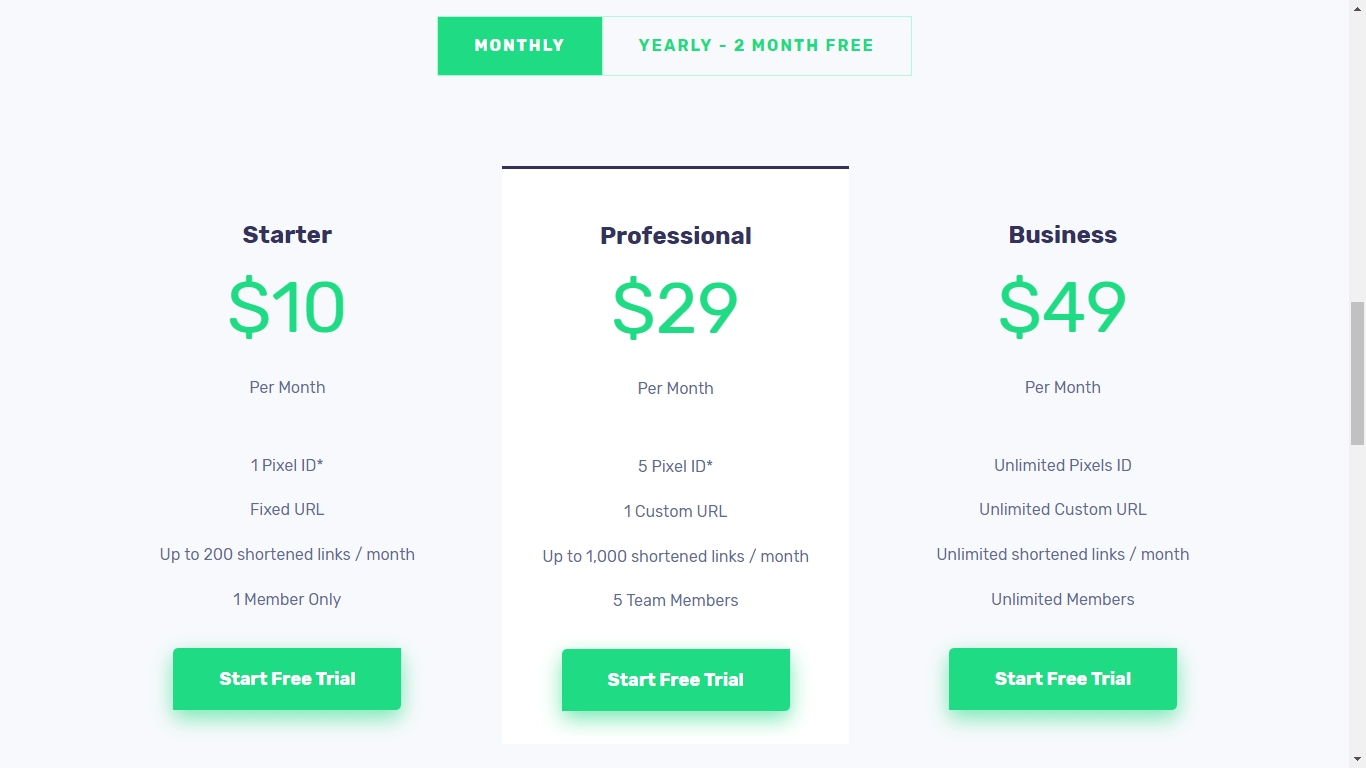 MONTHLY
YEARLY - 2 MONTH FREE
Starter
$10
Per Month
1 Pixel ID*
Fixed URL
Up to 200 shortened links / month
1 Member Only
Start Free Trial
Professional
$29
Per Month
5 Pixel ID*
1 Custom URL
Up to 1,000 shortened links / month
5 Team Members
Start Free Trial
Business
$49
Per Month
Unlimited Pixels ID
Unlimited Custom URL
Unlimited shortened links / month
Unlimited Members
Start Free Trial